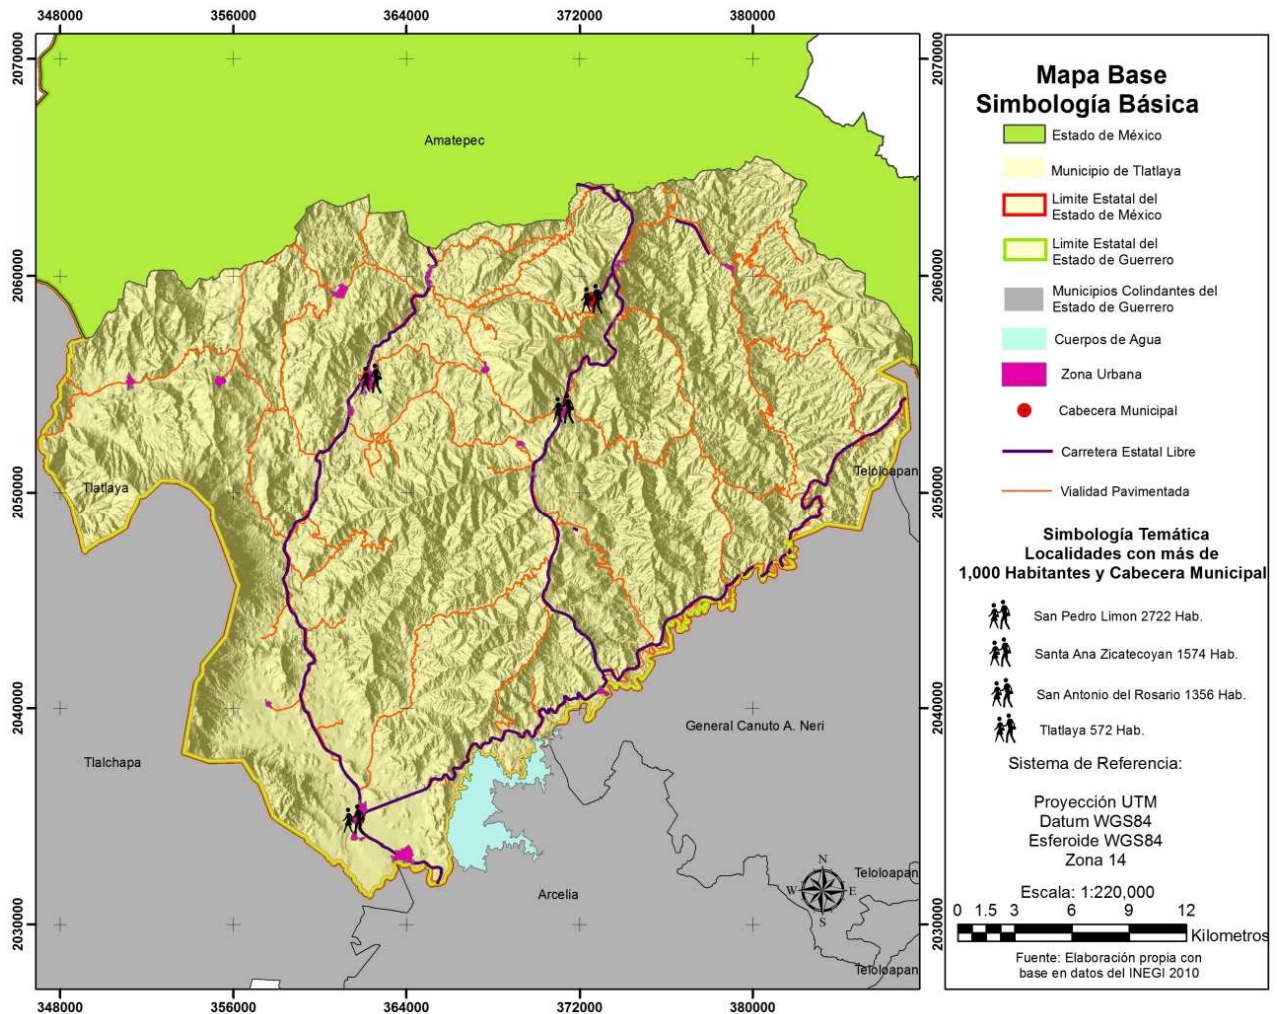 348000
356000
364000
372000
380000
2070000
2070000
Amatepec
2060000
2060000
Teloloapan
Tlatlaya
2050000
2050000
2040000
2040000
General Canuto A. Neri
Tlalchapa
Teloloapan
Arcelia
N
W
E
S
2030000
2030000
Teloloapan
348000
356000
364000
372000
380000
Mapa Base
Simbología Básica
Estado de México
Municipio de Tlatlaya
Limite Estatal del
Estado de México
Limite Estatal del
Estado de Guerrero
Municipios Colindantes del
Estado de Guerrero
Cuerpos de Agua
Zona Urbana
Cabecera Municipal
Carretera Estatal Libre
Vialidad Pavimentada
Simbología Temática
Localidades con más de
1,000 Habitantes y Cabecera Municipal
San Pedro Limon 2722 Hab.
Santa Ana Zicatecoyan 1574 Hab.
San Antonio del Rosario 1356 Hab.
Tlatlaya 572 Hab.
Sistema de Referencia:
Proyección UTM
Datum WGS84
Esferoide WGS84
Zona 14
Escala: 1:220,000
0 1.5 3 6 9 12
Kilometros
Fuente: Elaboración propia con
base en datos del INEGI 2010